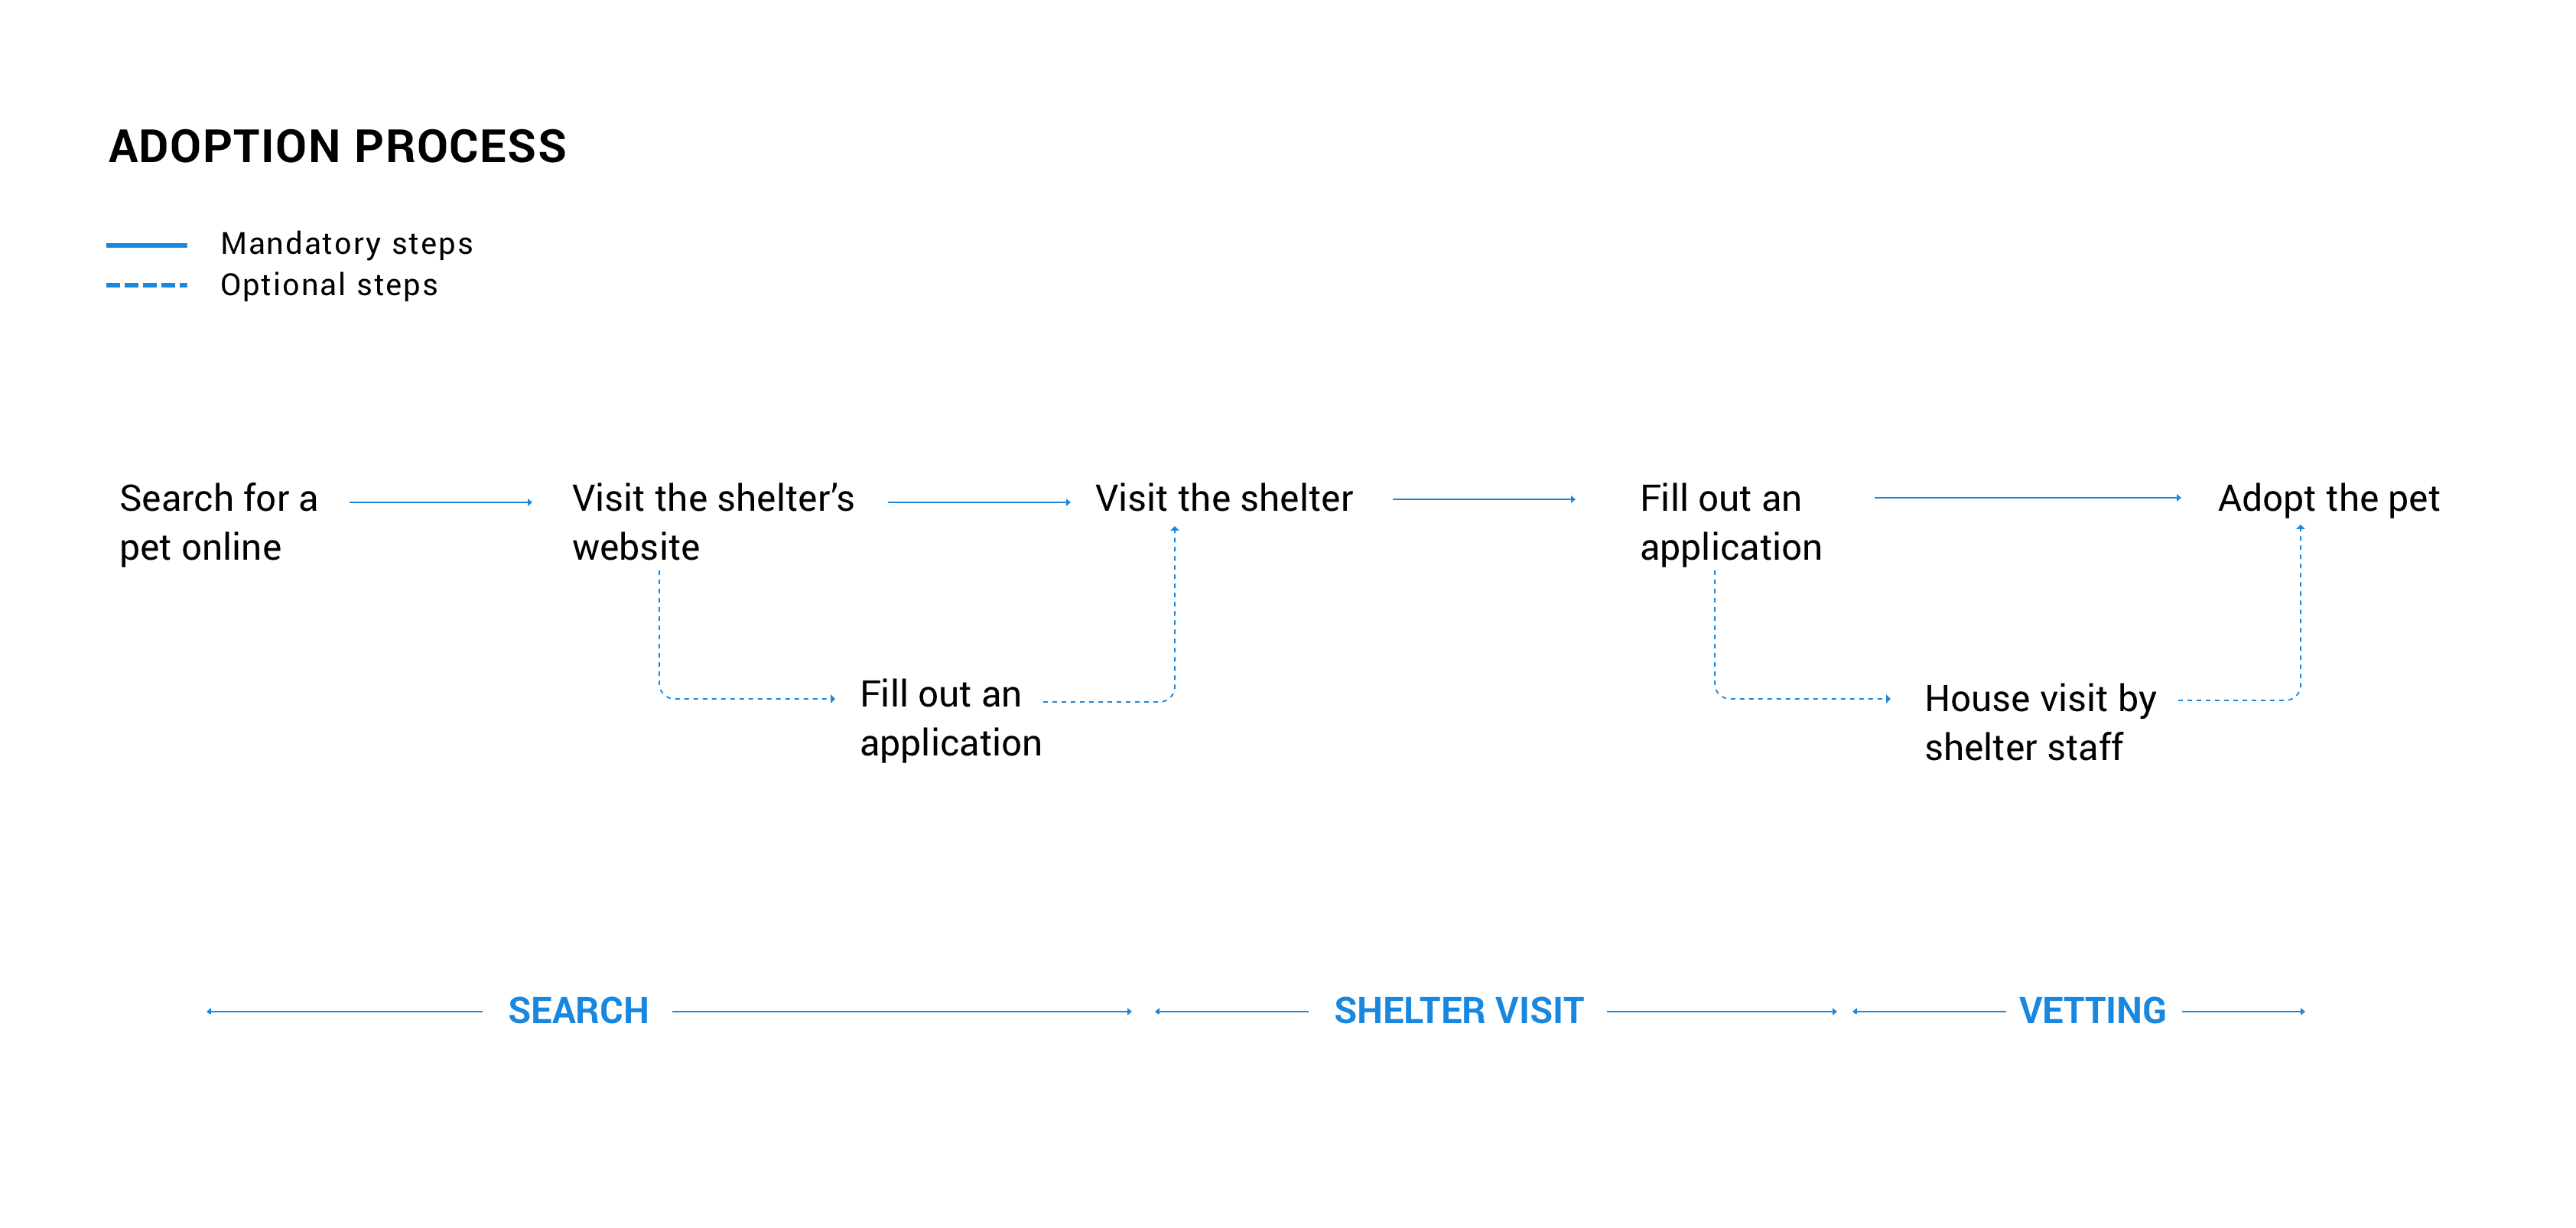 ADOPTION PROCESS
Mandatory steps
Optional steps
Search for a
pet online
Visit the shelter’s
website
Visit the shelter
Fill out an
application
Adopt the pet
Fill out an
application
House visit by
shelter staff
SEARCH
SHELTER VISIT
VETTING